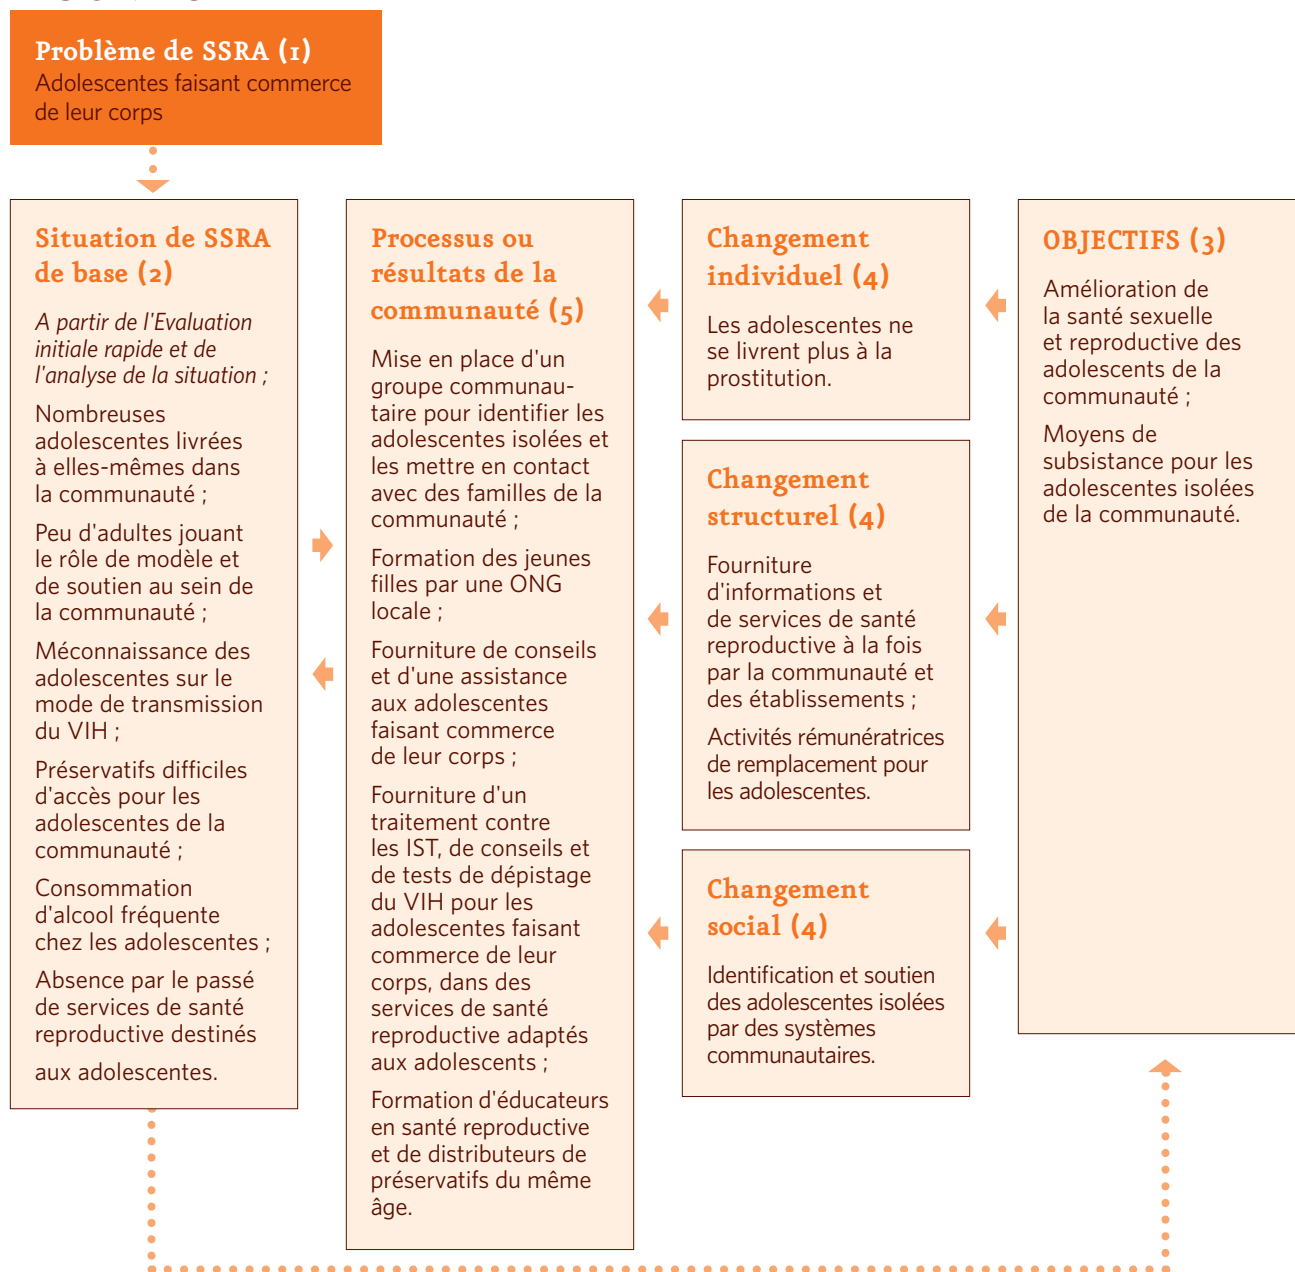 Problème de SSRA (1)
Adolescentes faisant commerce
de leur corps
Situation de SSRA
de base (2)
A partir de l'Evaluation
initiale rapide et de
l'analyse de la situation ;
Nombreuses
adolescentes livrées
à elles-mêmes dans
la communauté ;
Peu d'adultes jouant
le rôle de modèle et
de soutien au sein de
la communauté ;
Méconnaissance des
adolescentes sur le
mode de transmission
du VIH ;
Préservatifs difficiles
d'accès pour les
adolescentes de la
communauté ;
Consommation
d'alcool fréquente
chez les adolescentes ;
Absence par le passé
de services de santé
reproductive destinés
aux adolescentes.
Processus ou
résultats de la
communauté (5)
Mise en place d'un
groupe communau-
taire pour identifier les
adolescentes isolées et
les mettre en contact
avec des familles de la
communauté ;
Formation des jeunes
filles par une ONG
locale ;
Fourniture de conseils
et d'une assistance
aux adolescentes
faisant commerce
de leur corps ;
Fourniture d'un
traitement contre
les IST, de conseils et
de tests de dépistage
du VIH pour les
adolescentes faisant
commerce de leur
corps, dans des
services de santé
reproductive adaptés
aux adolescents ;
Formation d'éducateurs
en santé reproductive
et de distributeurs de
préservatifs du même
âge.
Changement
individuel (4)
Les adolescentes ne
se livrent plus à la
prostitution.
Changement
structurel (4)
Fourniture
d'informations et
de services de santé
reproductive à la fois
par la communauté et
des établissements ;
Activités rémunératrices
de remplacement pour
les adolescentes.
Changement
social (4)
Identification et soutien
des adolescentes isolées
par des systèmes
communautaires.
OBJECTIFS (3)
Amélioration de
la santé sexuelle
et reproductive des
adolescents de la
communauté ;
Moyens de
subsistance pour les
adolescentes isolées
de la communauté.